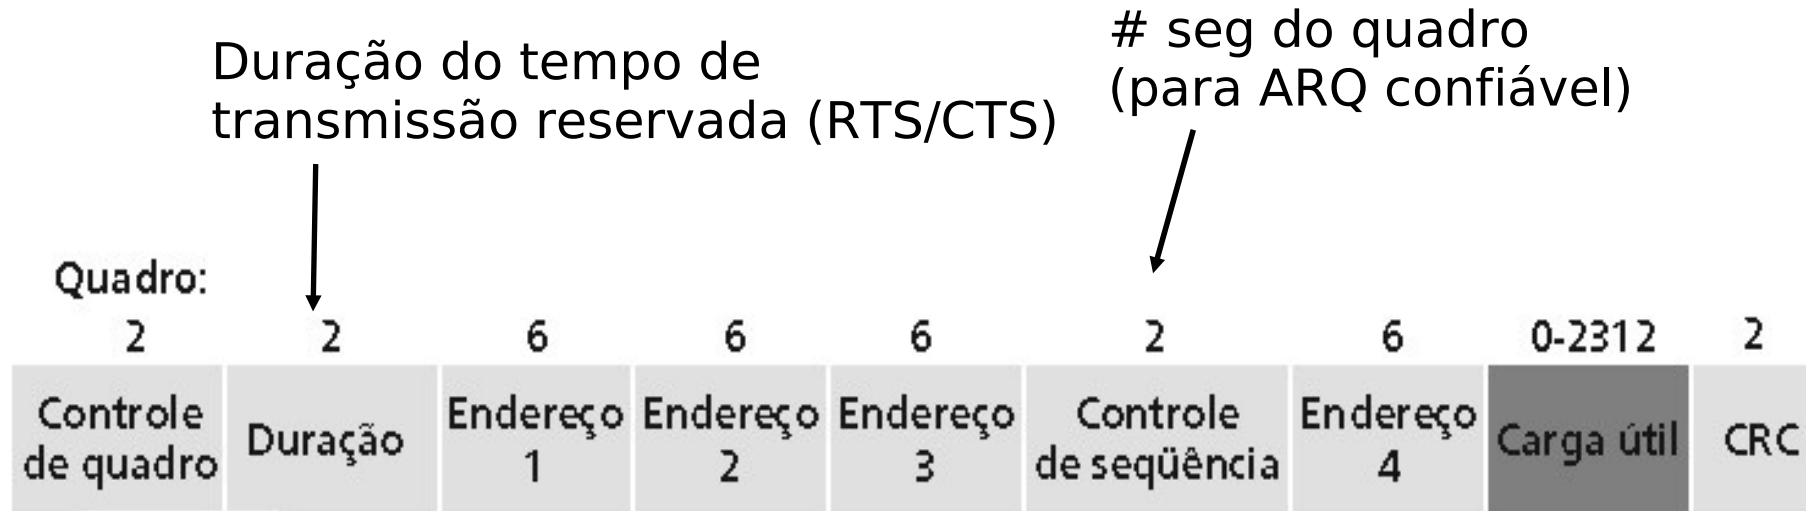 Duração do tempo de
transmissão reservada (RTS/CTS)
# seg do quadro
(para ARQ confiável)
Quadro:
2 2 6 6 6 2 6 0-2312 2
Controle de quadro
Duração
Endereço 1
Endereço 2
Endereço 3
Controle de seqüência
Endereço 4
Carga útil
CRC